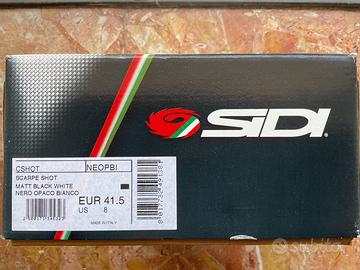 SIDI
CSHOT
NEOPBI
SCARPE SHOT
MATT BLACK WHITE
NERO OPACO BIANCO
EUR 41.5
US 8
MADE IN ITALY